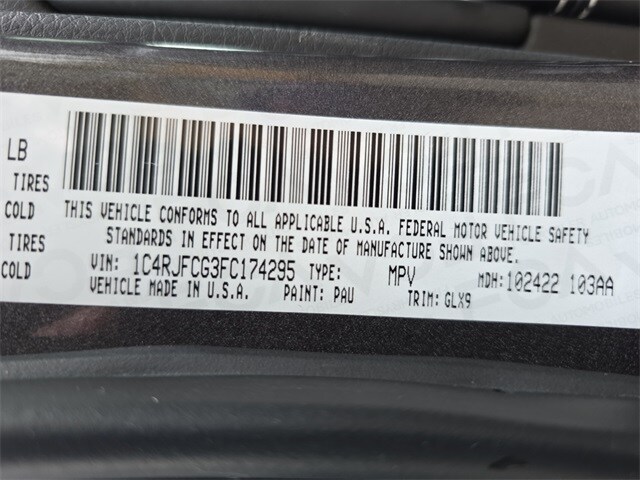 LB
TIRES
COLD THIS VEHICLE CONFORMS TO ALL APPLICABLE U.S.A. FEDERAL MOTOR VEHICLE SAFETY
TIRES STANDARDS IN EFFECT ON THE DATE OF MANUFACTURE SHOWN ABOVE.
COLD VIN: 1C4RJFCG3FC174295 TYPE: MPV MDH:102422 103AA
VEHICLE MADE IN U.S.A. PAINT: PAU TRIM:GLX9